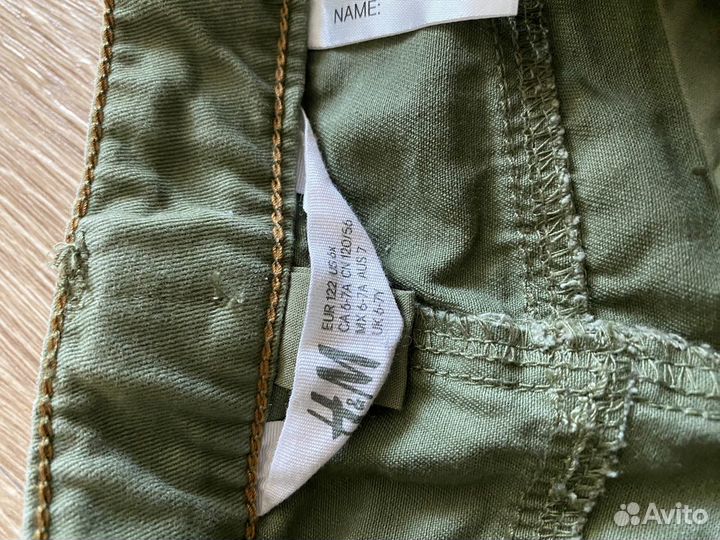 NAME:
EUR 122 US 6X
CA 6-7A CN 120/56
MX 6-7A AUS 7
UK 6-7Y
H&M
Avito